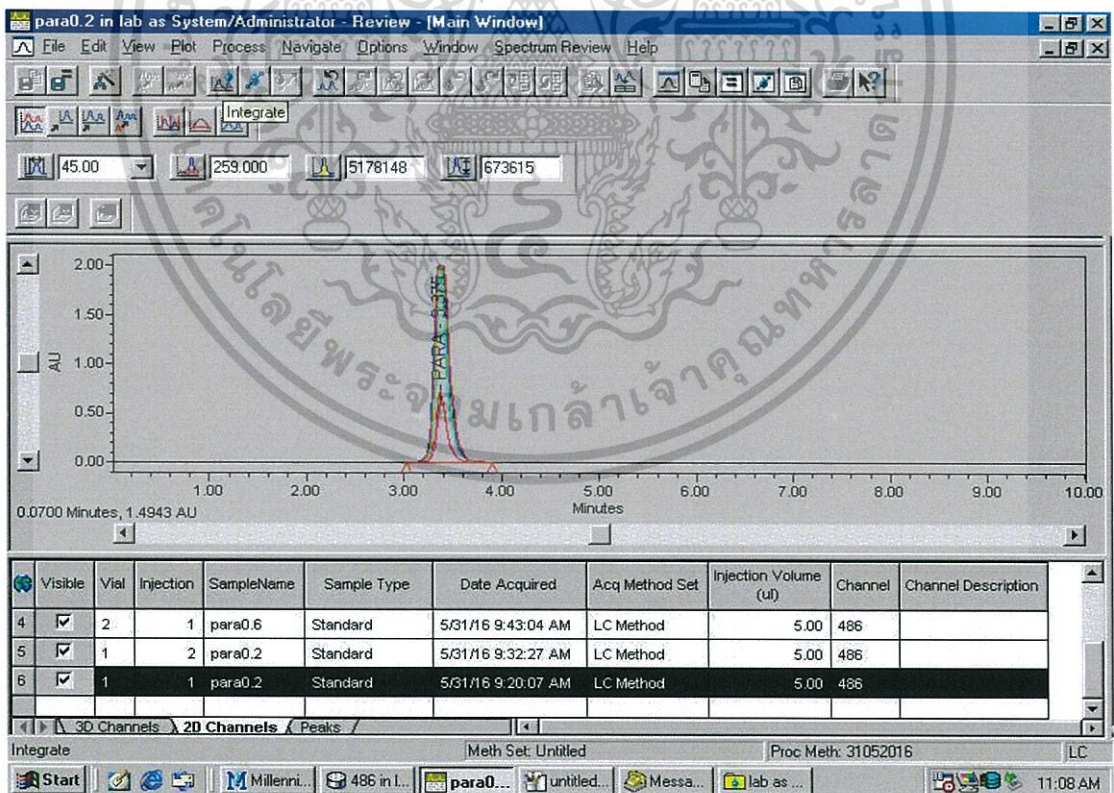 para0.2 in lab as System/Administrator - Review - [Main Window]
File Edit View Plot Process Navigate Options Window Spectrum Review Help
Integrate
45.00 259.000 5178148 673615
2.00
1.50
1.00
0.50
0.00
AU
PARA - 3.375
1.00 2.00 3.00 4.00 5.00 6.00 7.00 8.00 9.00 10.00
Minutes
0.0700 Minutes, 1.4943 AU
Visible Vial Injection SampleName Sample Type Date Acquired Acq Method Set Injection Volume (ul) Channel Channel Description
4 2 1 para0.6 Standard 5/31/16 9:43:04 AM LC Method 5.00 486
5 1 2 para0.2 Standard 5/31/16 9:32:27 AM LC Method 5.00 486
6 1 1 para0.2 Standard 5/31/16 9:20:07 AM LC Method 5.00 486
3D Channels 2D Channels Peaks
Integrate Meth Set: Untitled Proc Meth: 31052016 LC
Start Millenni... 486 in l... para0... untitled... Messa... lab as ... 11:08 AM